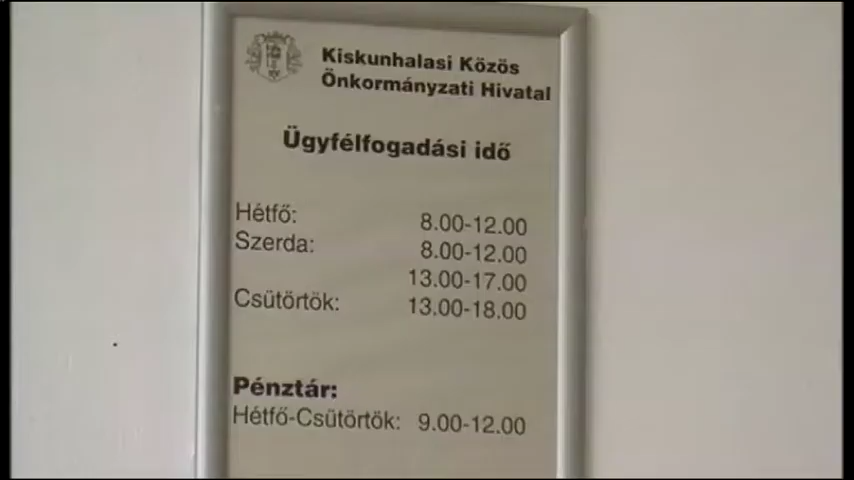 Kiskunhalasi Közös
Önkormányzati Hivatal
Ügyfélfogadási idő
Hétfő: 8.00-12.00
Szerda: 8.00-12.00
13.00-17.00
Csütörtök: 13.00-18.00
Pénztár:
Hétfő-Csütörtök: 9.00-12.00